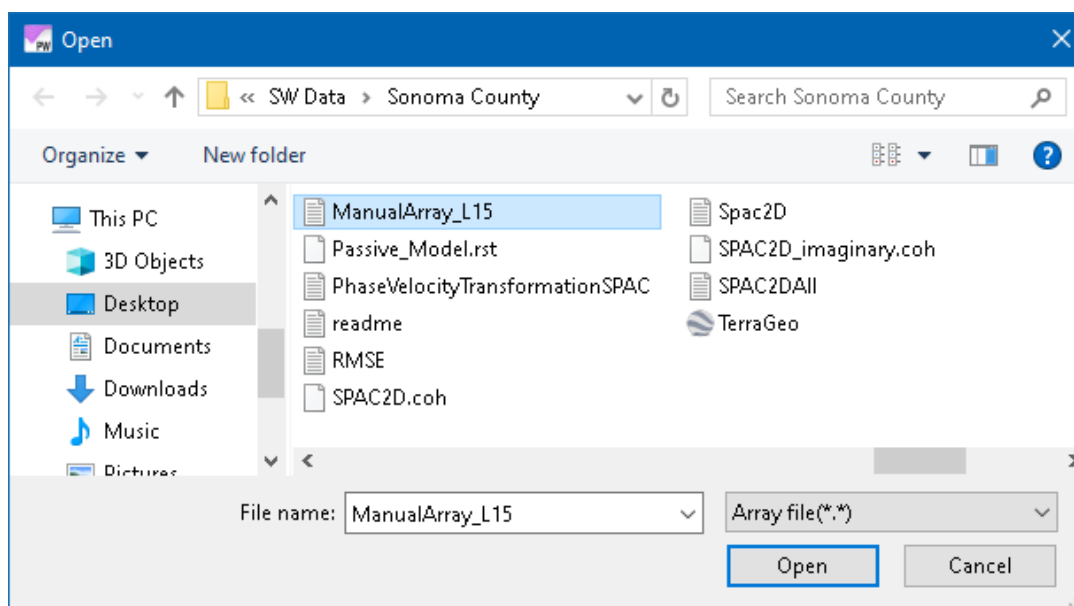 PW Open
« SW Data > Sonoma County
Search Sonoma County
Organize
New folder
?
This PC
3D Objects
Desktop
Documents
Downloads
Music
Pictures
ManualArray_L15
Passive_Model.rst
PhaseVelocityTransformationSPAC
readme
RMSE
SPAC2D.coh
Spac2D
SPAC2D_imaginary.coh
SPAC2DAll
TerraGeo
File name: ManualArray_L15
Array file(*.*)
Open
Cancel